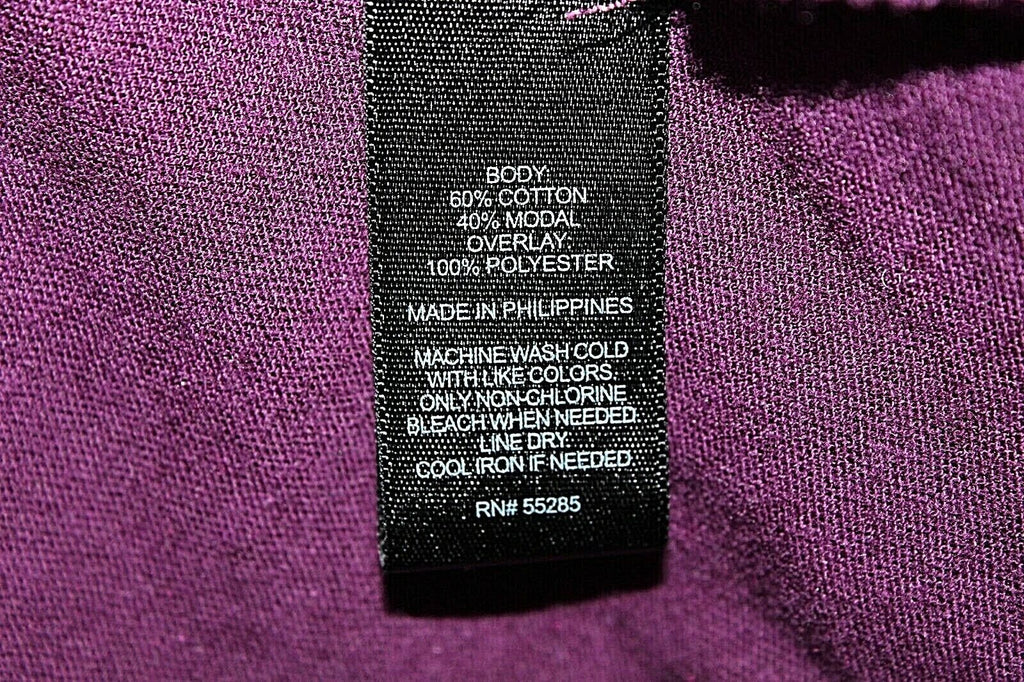 BODY:
60% COTTON
40% MODAL
OVERLAY:
100% POLYESTER
MADE IN PHILIPPINES
MACHINE WASH COLD
WITH LIKE COLORS.
ONLY NON-CHLORINE
BLEACH WHEN NEEDED.
LINE DRY.
COOL IRON IF NEEDED.
RN# 55285